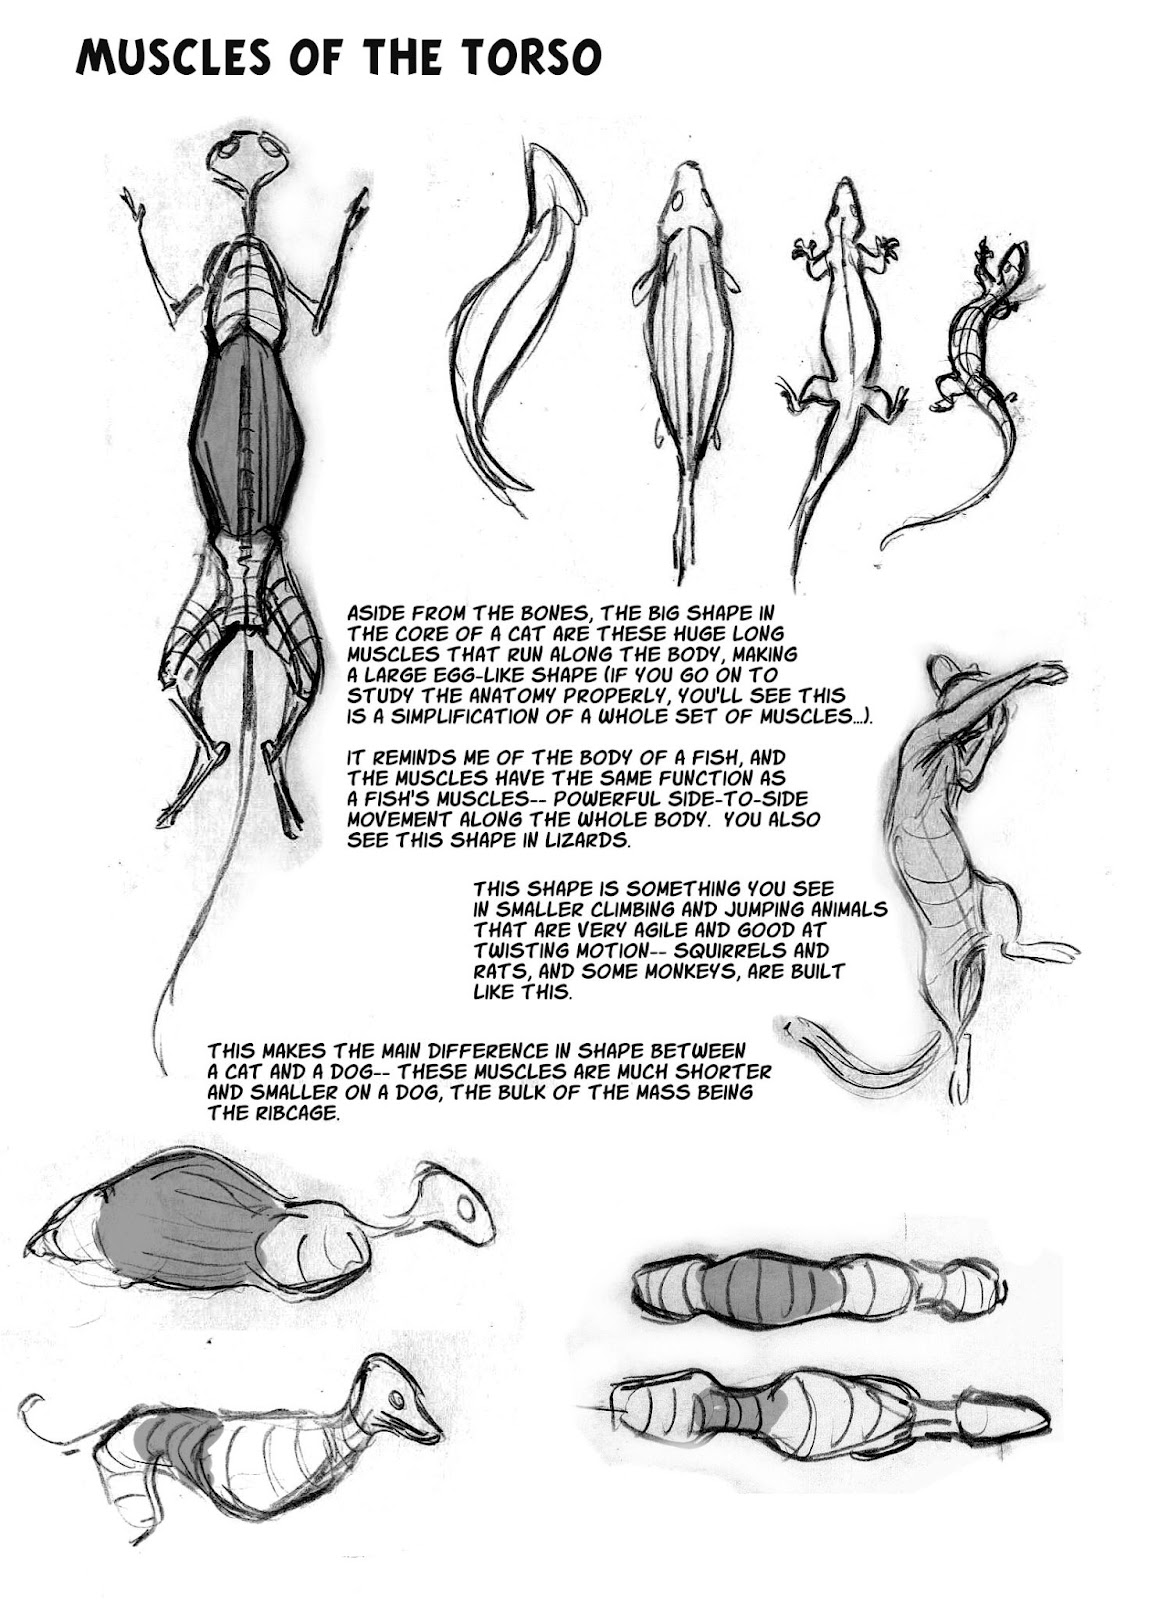 MUSCLES OF THE TORSO
ASIDE FROM THE BONES, THE BIG SHAPE IN
THE CORE OF A CAT ARE THESE HUGE LONG
MUSCLES THAT RUN ALONG THE BODY, MAKING
A LARGE EGG-LIKE SHAPE (IF YOU GO ON TO
STUDY THE ANATOMY PROPERLY, YOU'LL SEE THIS
IS A SIMPLIFICATION OF A WHOLE SET OF MUSCLES...).
IT REMINDS ME OF THE BODY OF A FISH, AND
THE MUSCLES HAVE THE SAME FUNCTION AS
A FISH'S MUSCLES-- POWERFUL SIDE-TO-SIDE
MOVEMENT ALONG THE WHOLE BODY. YOU ALSO
SEE THIS SHAPE IN LIZARDS.
THIS SHAPE IS SOMETHING YOU SEE
IN SMALLER CLIMBING AND JUMPING ANIMALS
THAT ARE VERY AGILE AND GOOD AT
TWISTING MOTION-- SQUIRRELS AND
RATS, AND SOME MONKEYS, ARE BUILT
LIKE THIS.
THIS MAKES THE MAIN DIFFERENCE IN SHAPE BETWEEN
A CAT AND A DOG-- THESE MUSCLES ARE MUCH SHORTER
AND SMALLER ON A DOG, THE BULK OF THE MASS BEING
THE RIBCAGE.